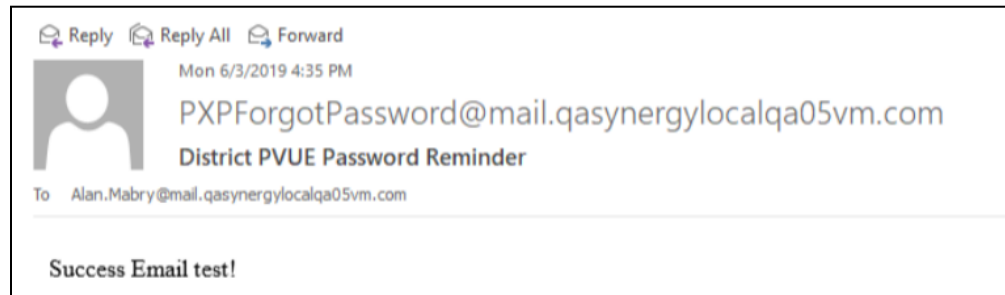 Reply Reply All Forward
Mon 6/3/2019 4:35 PM
PXPForgotPassword@mail.qasynergylocalqa05vm.com
District PVUE Password Reminder
To Alan.Mabry@mail.qasynergylocalqa05vm.com
Success Email test!